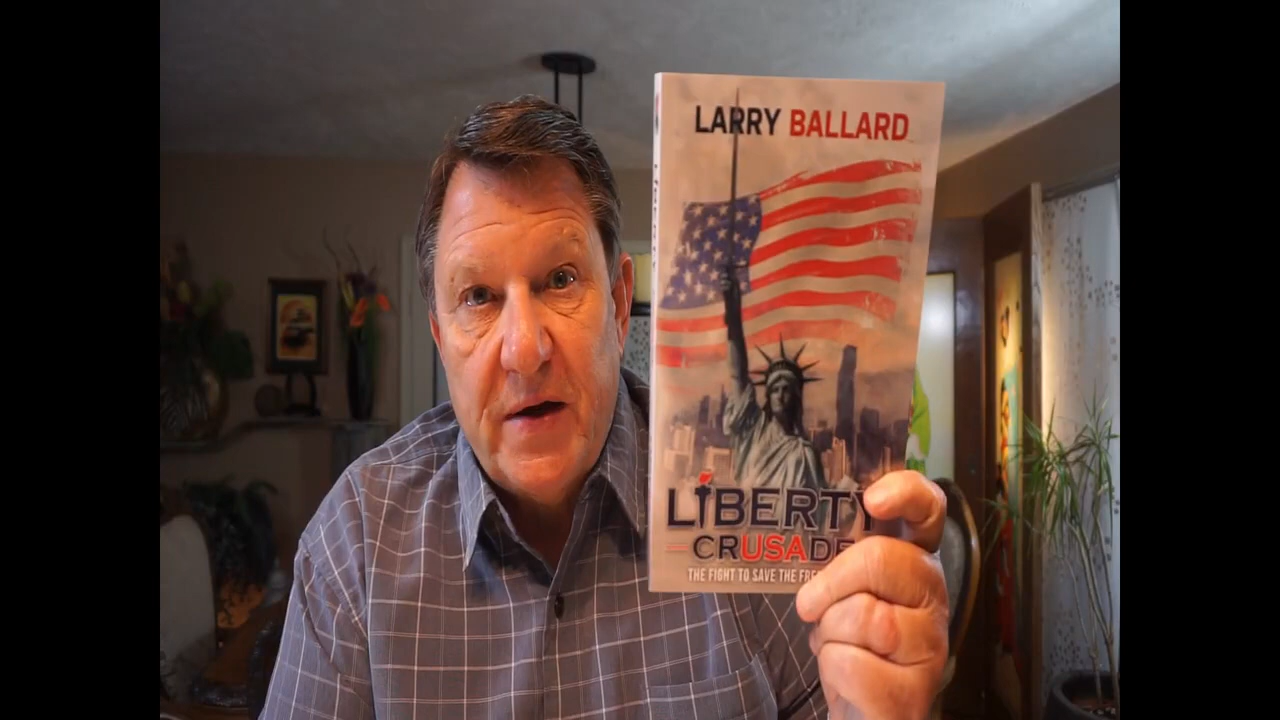 LARRY BALLARD
LIBERTY
CRUSADE
THE FIGHT TO SAVE THE